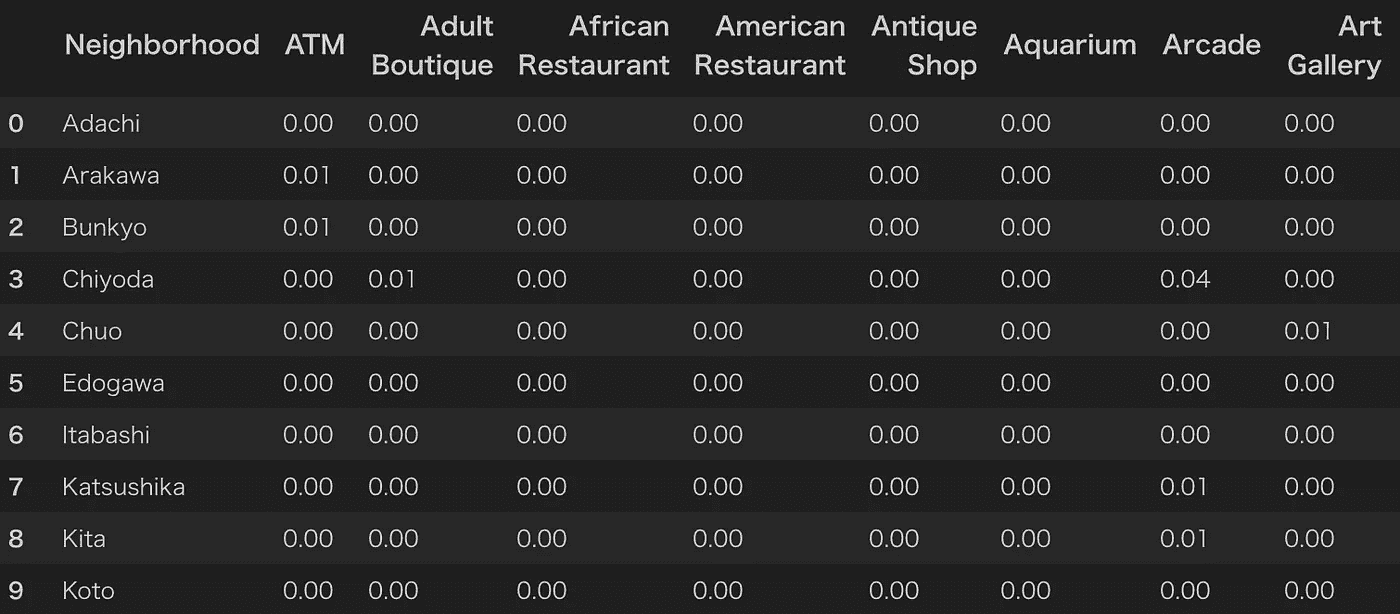 Neighborhood ATM Adult Boutique African Restaurant American Restaurant Antique Shop Aquarium Arcade Art Gallery
0 Adachi 0.00 0.00 0.00 0.00 0.00 0.00 0.00 0.00
1 Arakawa 0.01 0.00 0.00 0.00 0.00 0.00 0.00 0.00
2 Bunkyo 0.01 0.00 0.00 0.00 0.00 0.00 0.00 0.00
3 Chiyoda 0.00 0.01 0.00 0.00 0.00 0.00 0.04 0.00
4 Chuo 0.00 0.00 0.00 0.00 0.00 0.00 0.00 0.01
5 Edogawa 0.00 0.00 0.00 0.00 0.00 0.00 0.00 0.00
6 Itabashi 0.00 0.00 0.00 0.00 0.00 0.00 0.00 0.00
7 Katsushika 0.00 0.00 0.00 0.00 0.00 0.00 0.01 0.00
8 Kita 0.00 0.00 0.00 0.00 0.00 0.00 0.01 0.00
9 Koto 0.00 0.00 0.00 0.00 0.00 0.00 0.00 0.00